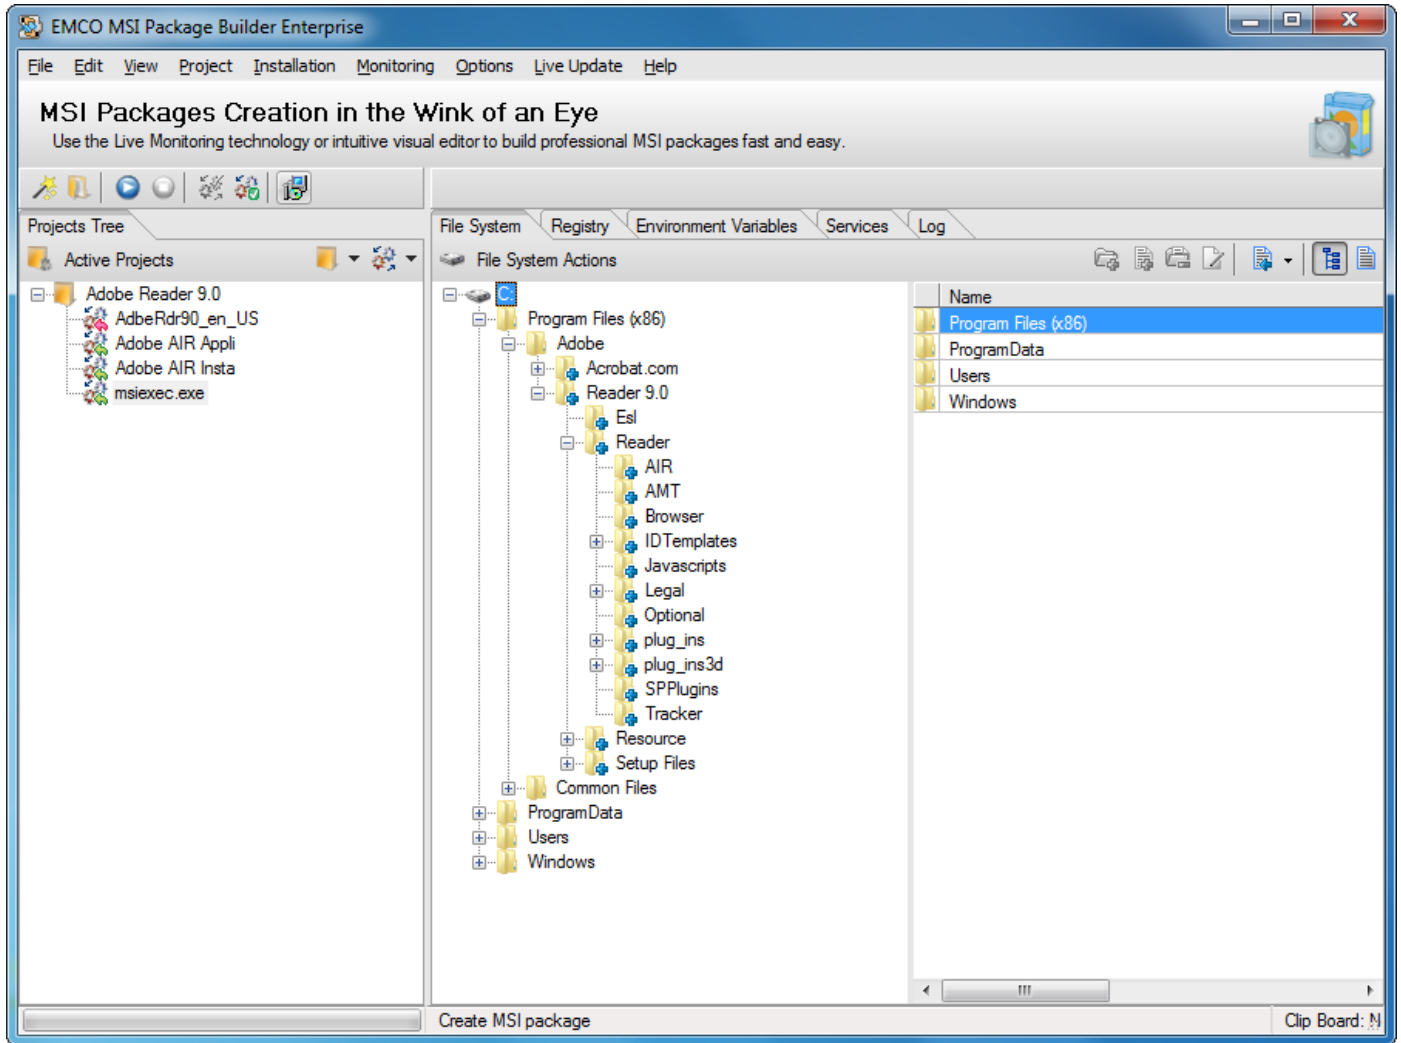 EMCO MSI Package Builder Enterprise
File Edit View Project Installation Monitoring Options Live Update Help
MSI Packages Creation in the Wink of an Eye
Use the Live Monitoring technology or intuitive visual editor to build professional MSI packages fast and easy.
Projects Tree
File System Registry Environment Variables Services Log
Active Projects
File System Actions
Adobe Reader 9.0
AdbeRdr90_en_US
Adobe AIR Appli
Adobe AIR Insta
msiexec.exe
C:
Program Files (x86)
Adobe
Acrobat.com
Reader 9.0
Esl
Reader
AIR
AMT
Browser
IDTemplates
Javascripts
Legal
Optional
plug_ins
plug_ins3d
SPPlugins
Tracker
Resource
Setup Files
Common Files
ProgramData
Users
Windows
Name
Program Files (x86)
ProgramData
Users
Windows
Create MSI package
Clip Board: N